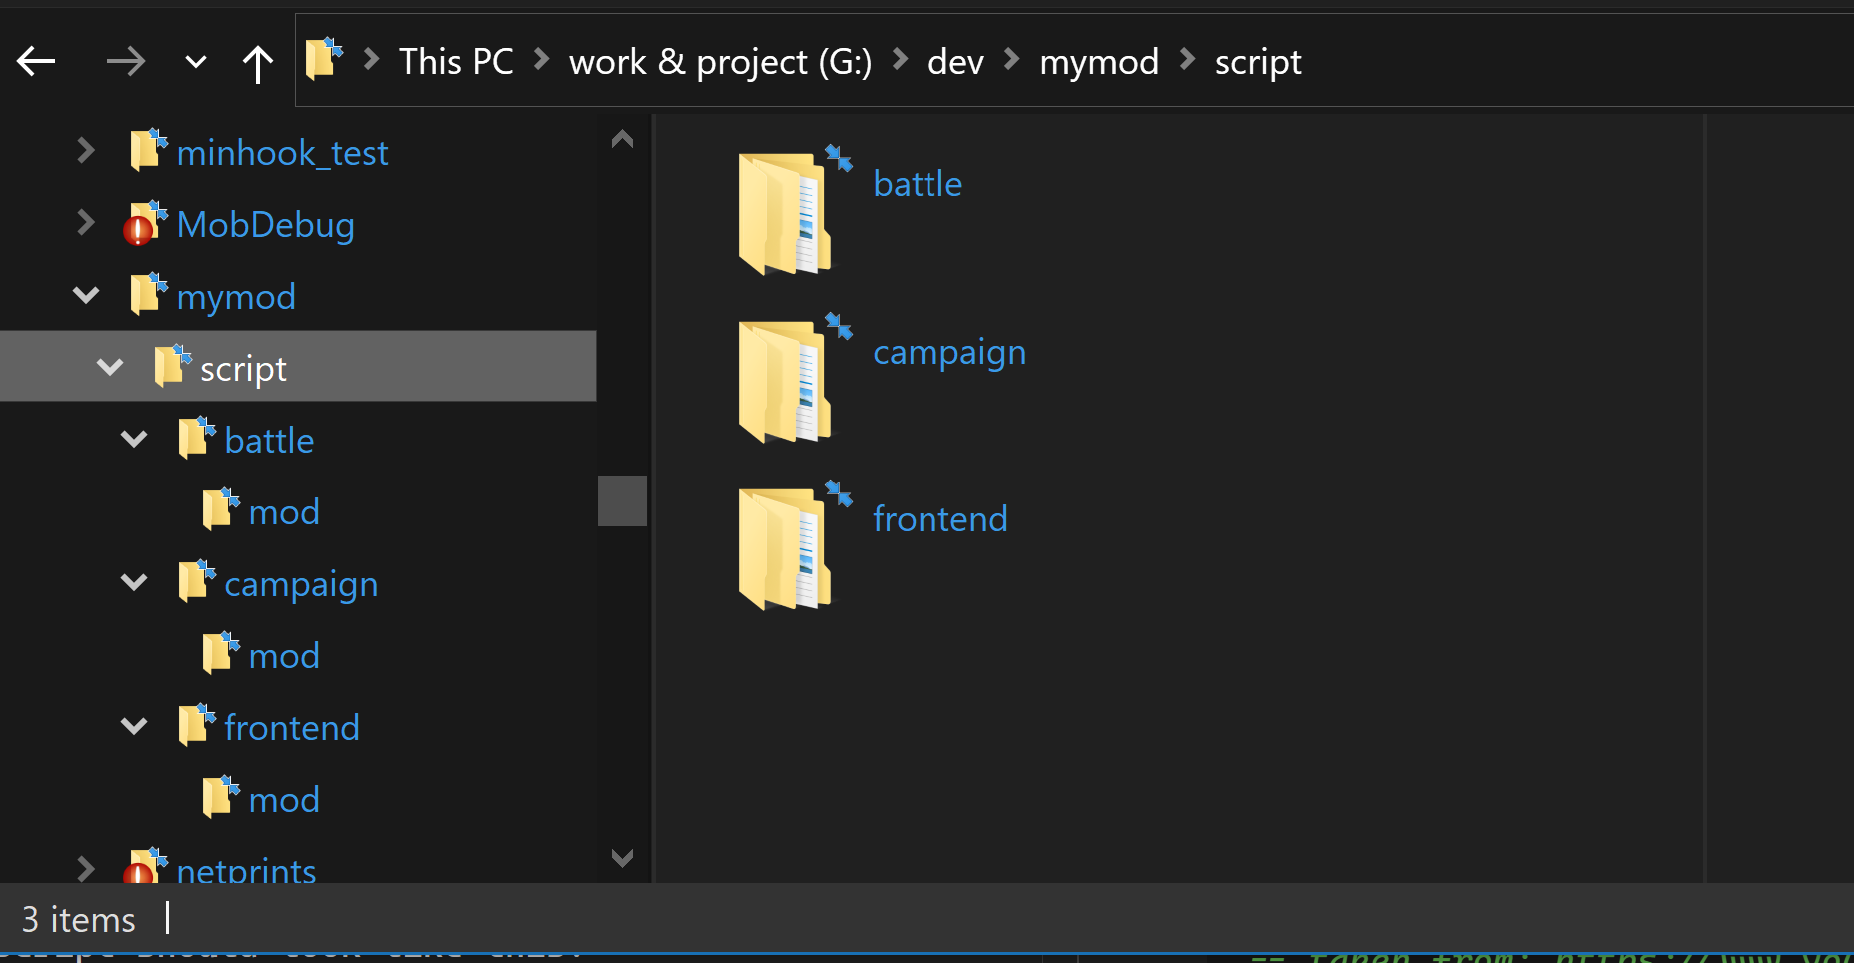 This PC work & project (G:) dev mymod script
minhook_test
MobDebug
mymod
script
battle
mod
campaign
mod
frontend
mod
netprints
battle
campaign
frontend
3 items